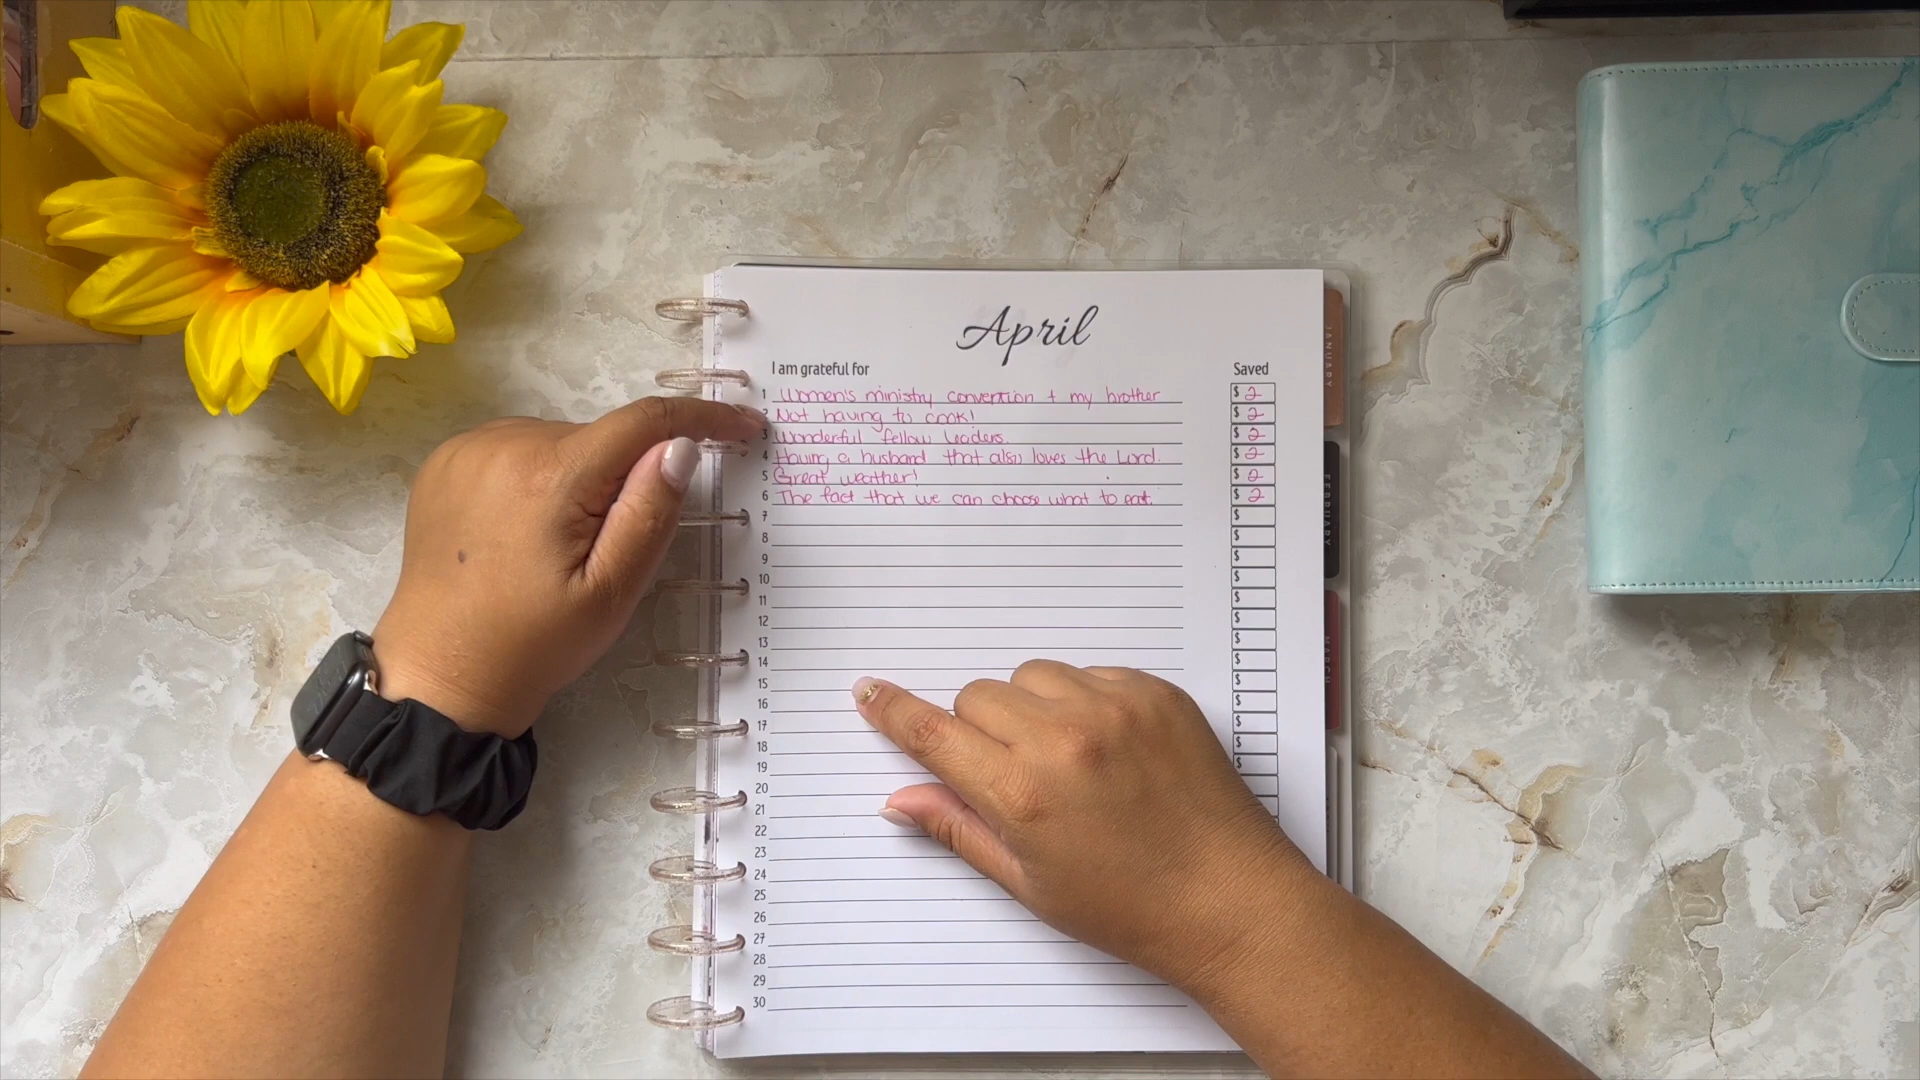 April
I am grateful for Saved
1 Women's ministry convention + my brother $ 2
2 Not having to cook! $ 2
3 Wonderful fellow leaders. $ 2
4 Having a husband that also loves the Lord. $ 2
5 Great weather! $ 2
6 The fact that we can choose what to eat. $ 2
7 $
8 $
9 $
10 $
11 $
12 $
13 $
14 $
15 $
16 $
17 $
18 $
19 $
20
21
22
23
24
25
26
27
28
29
30
JANUARY
FEBRUARY
MARCH